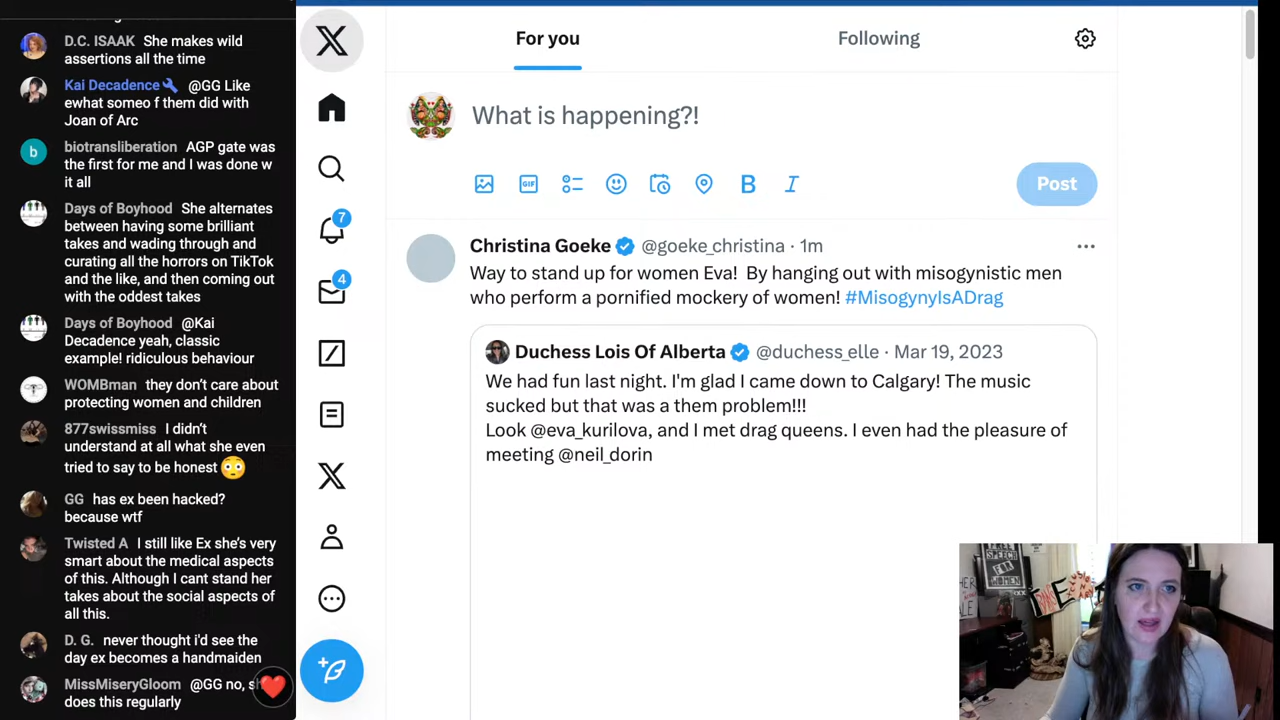 D.C. ISAAK She makes wild
assertions all the time
Kai Decadence @GG Like
ewhat someo f them did with
Joan of Arc
b
biotransliberation AGP gate was
the first for me and I was done w
it all
Days of Boyhood She alternates
between having some brilliant
takes and wading through and
curating all the horrors on TikTok
and the like, and then coming out
with the oddest takes
Days of Boyhood @Kai
Decadence yeah, classic
example! ridiculous behaviour
WOMBman they don't care about
protecting women and children
877swissmiss I didn't
understand at all what she even
tried to say to be honest
GG has ex been hacked?
because wtf
Twisted A I still like Ex she's very
smart about the medical aspects
of this. Although I cant stand her
takes about the social aspects of
all this.
D. G. never thought i'd see the
day ex becomes a handmaiden
MissMiseryGloom @GG no,
does this regularly
7
4
For you
Following
What is happening?!
GIF
B
I
Post
Christina Goeke @goeke_christina · 1m
Way to stand up for women Eva! By hanging out with misogynistic men
who perform a pornified mockery of women! #MisogynyIsADrag
Duchess Lois Of Alberta @duchess_elle · Mar 19, 2023
We had fun last night. I'm glad I came down to Calgary! The music
sucked but that was a them problem!!!
Look @eva_kurilova, and I met drag queens. I even had the pleasure of
meeting @neil_dorin
FREE
SPEECH
FOR
WOMEN